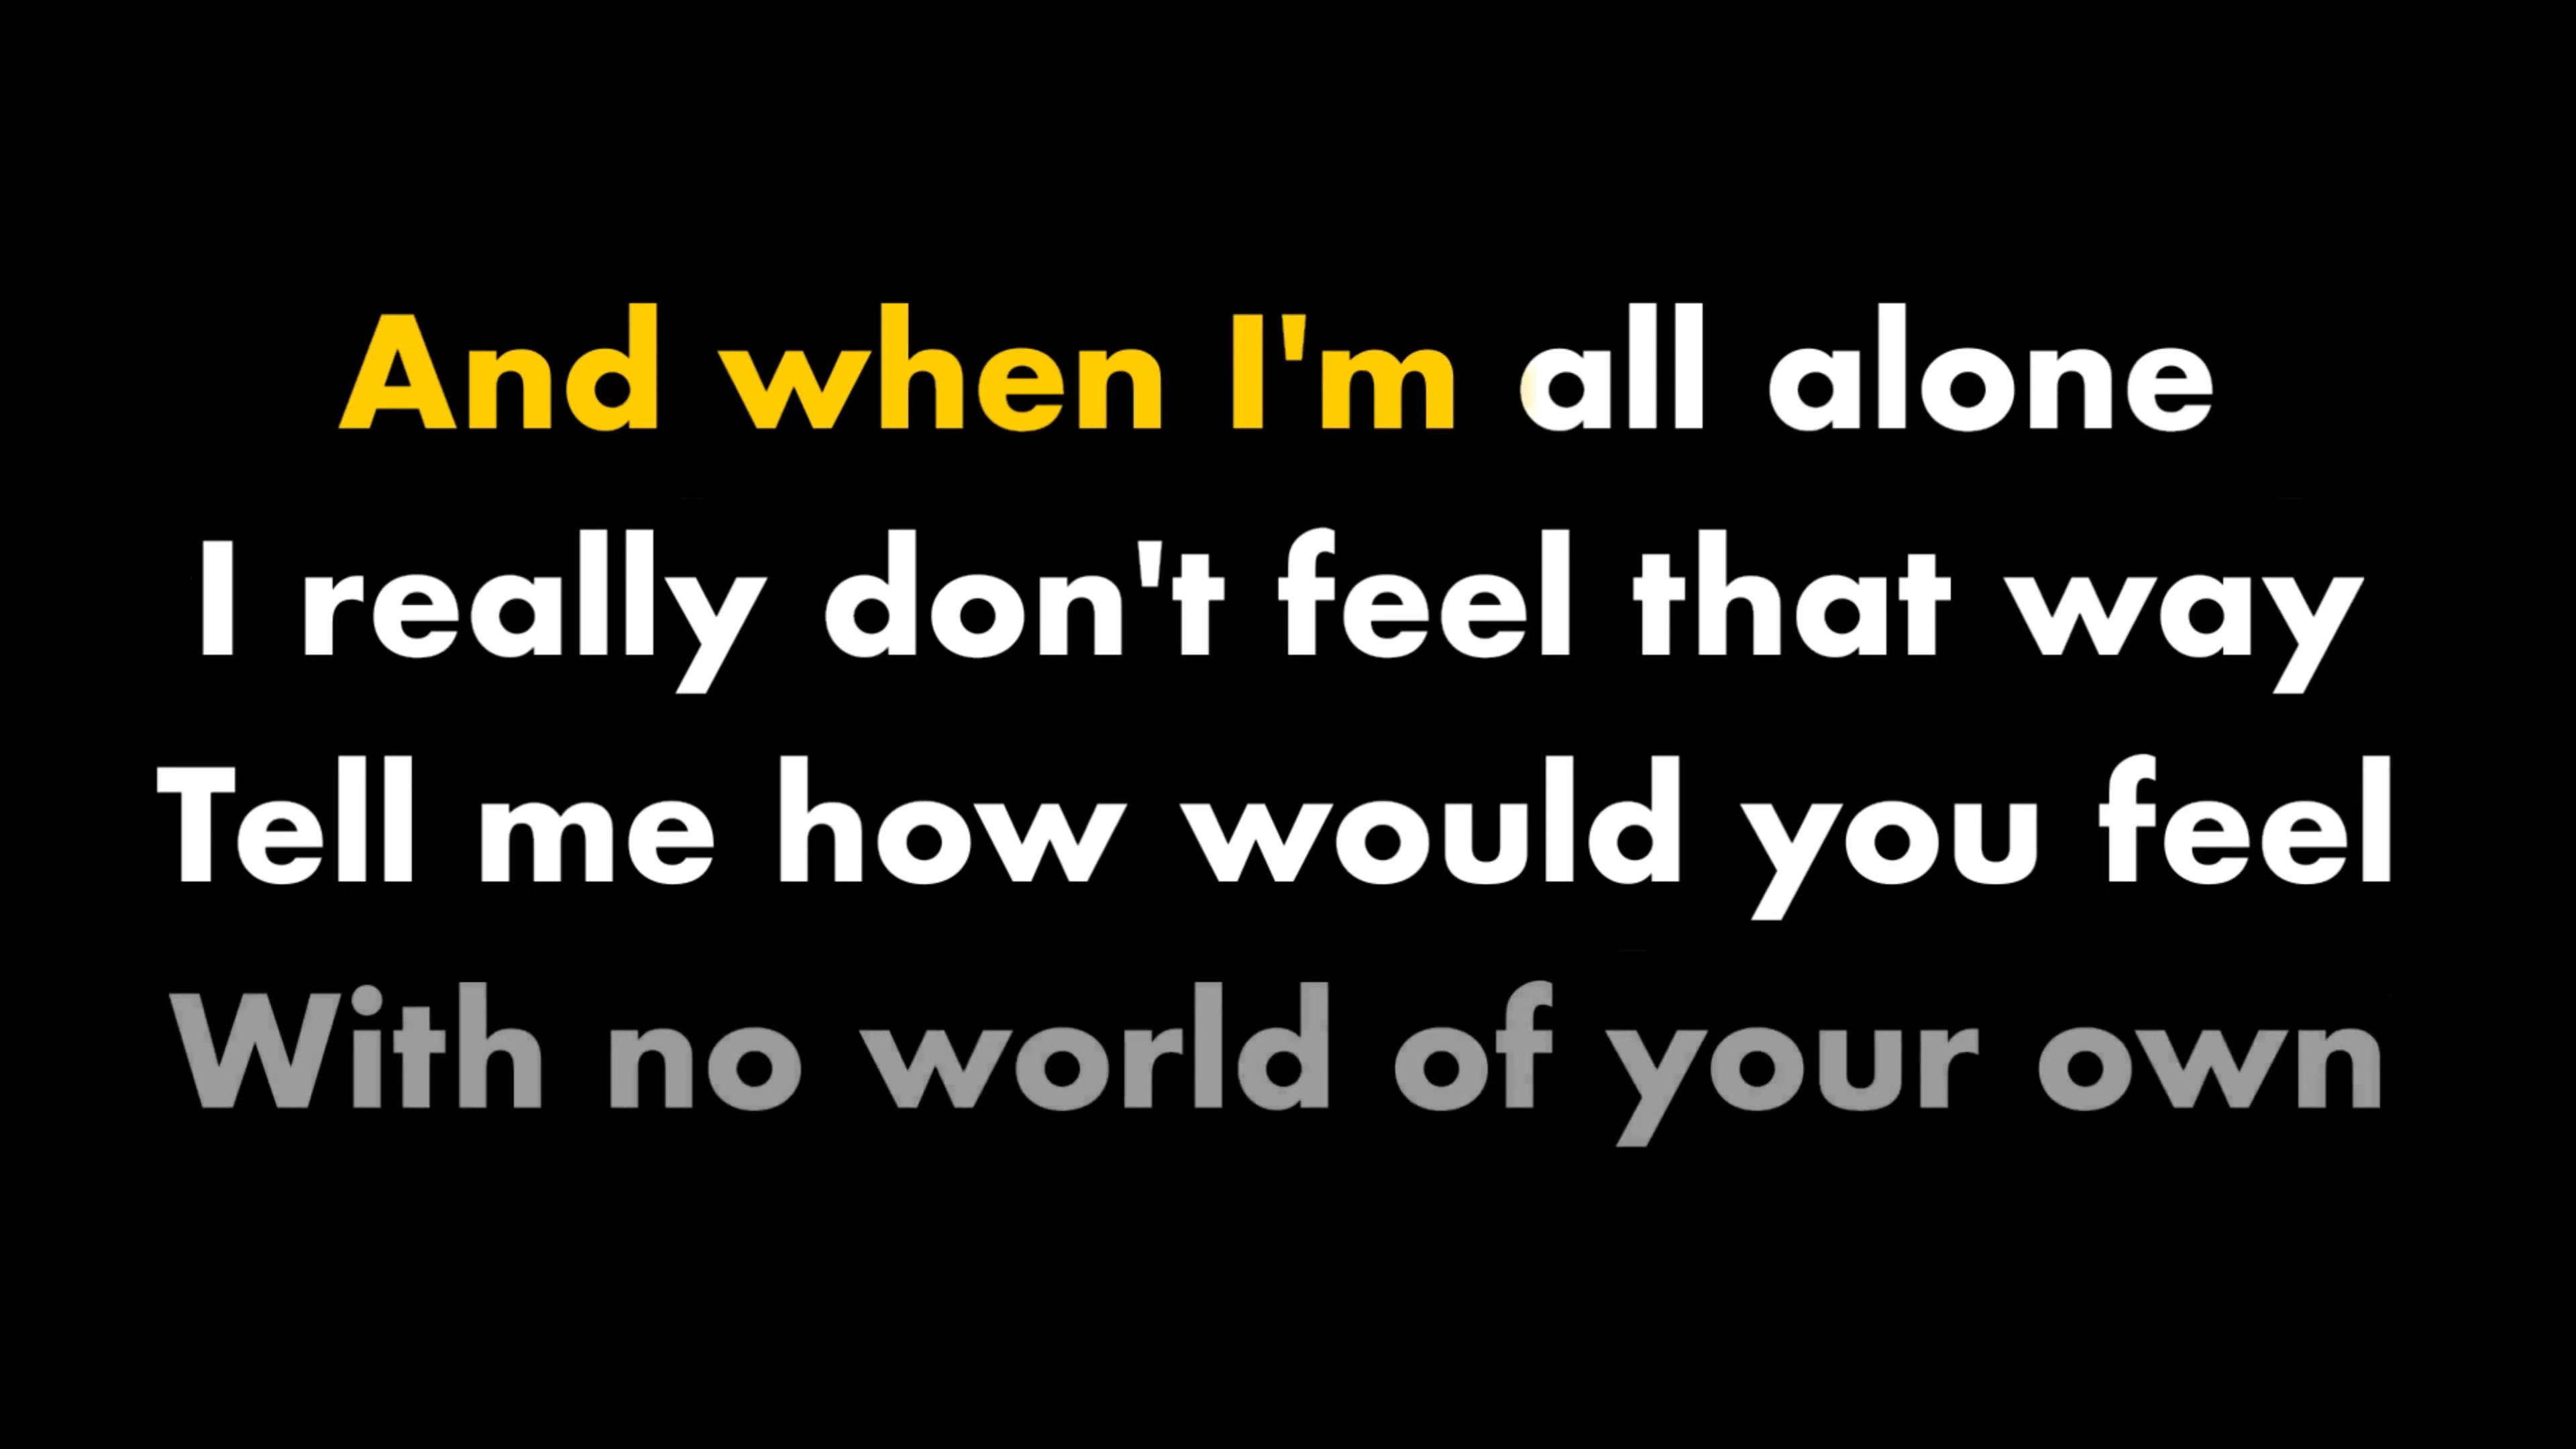 And when I'm all alone
I really don't feel that way
Tell me how would you feel
With no world of your own